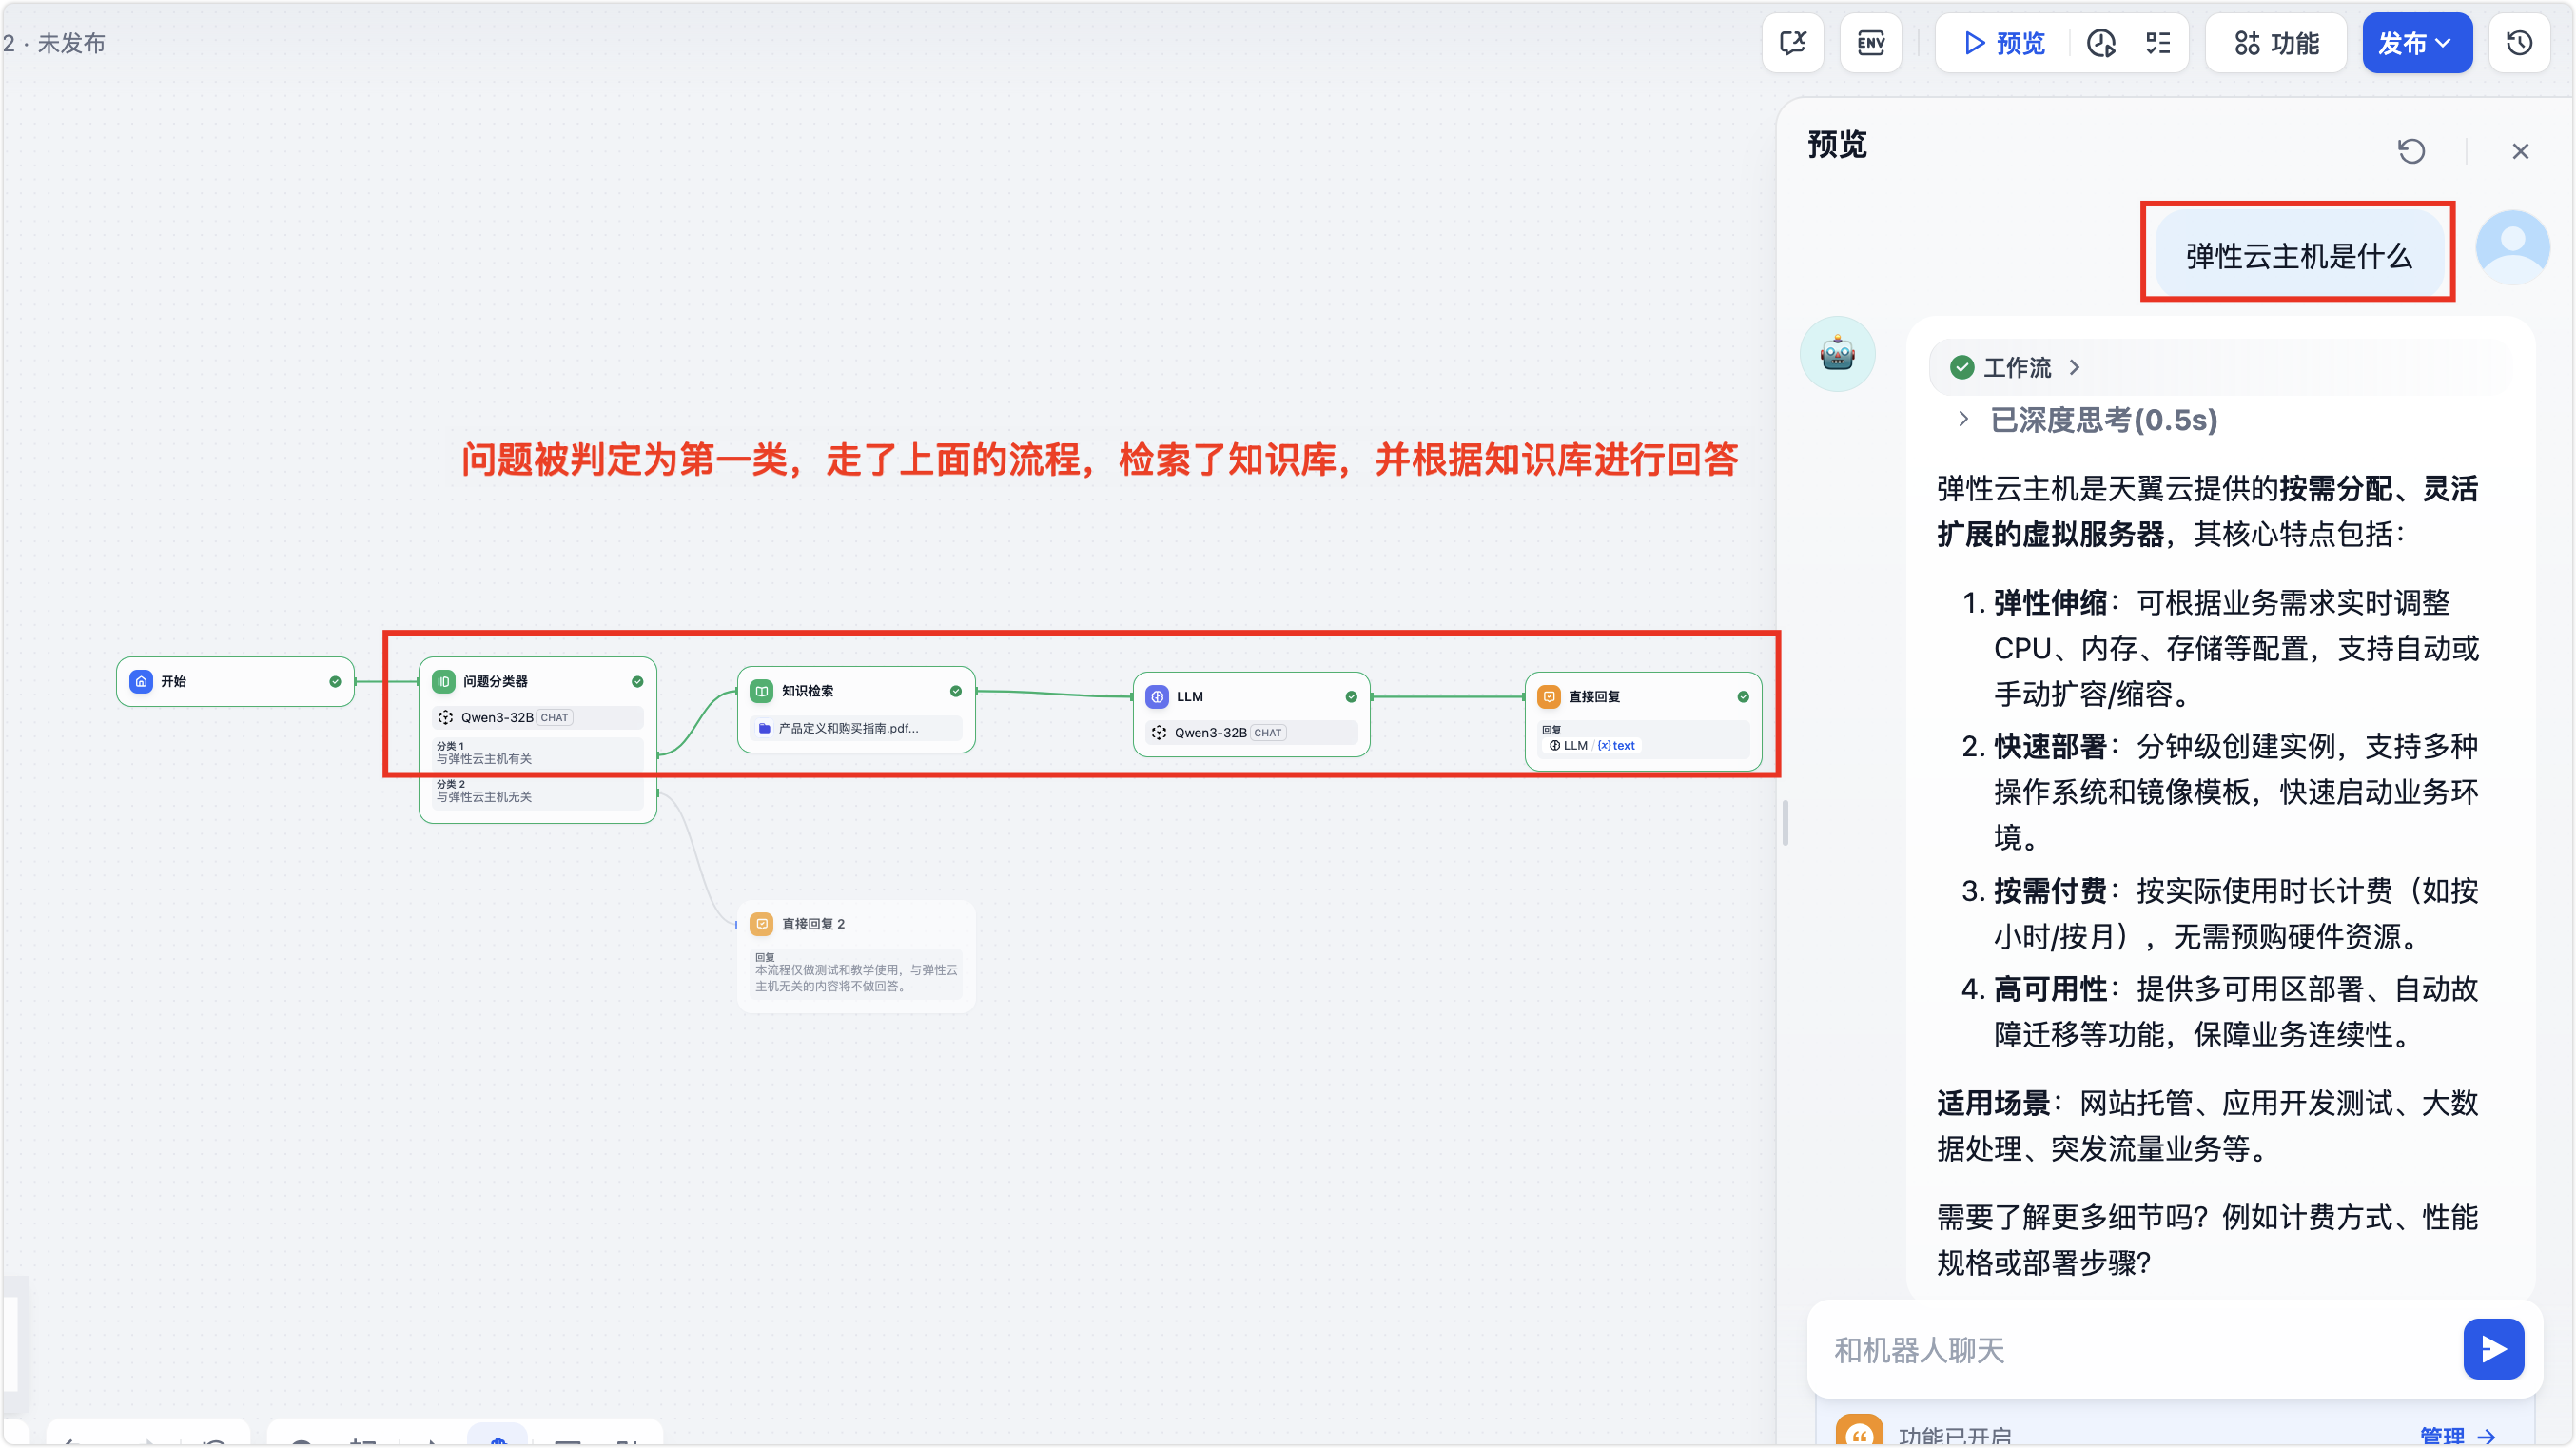 2 · 未发布
ENV
预览
功能
发布
预览
弹性云主机是什么
工作流
已深度思考(0.5s)
弹性云主机是天翼云提供的按需分配、灵活
扩展的虚拟服务器，其核心特点包括：
1. 弹性伸缩：可根据业务需求实时调整
CPU、内存、存储等配置，支持自动或
手动扩容/缩容。
2. 快速部署：分钟级创建实例，支持多种
操作系统和镜像模板，快速启动业务环
境。
3. 按需付费：按实际使用时长计费（如按
小时/按月），无需预购硬件资源。
4. 高可用性：提供多可用区部署、自动故
障迁移等功能，保障业务连续性。
适用场景：网站托管、应用开发测试、大数
据处理、突发流量业务等。
需要了解更多细节吗？例如计费方式、性能
规格或部署步骤？
和机器人聊天
功能已开启
管理
问题被判定为第一类，走了上面的流程，检索了知识库，并根据知识库进行回答
开始
问题分类器
Qwen3-32B CHAT
分类 1
与弹性云主机有关
分类 2
与弹性云主机无关
知识检索
产品定义和购买指南.pdf...
LLM
Qwen3-32B CHAT
直接回复
回复
LLM / (x) text
直接回复 2
回复
本流程仅做测试和教学使用，与弹性云
主机无关的内容将不做回答。